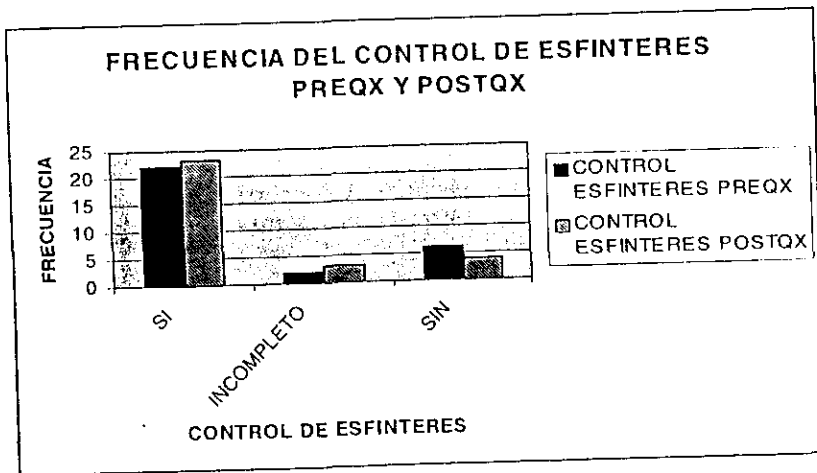 FRECUENCIA DEL CONTROL DE ESFINTERES
PREQX Y POSTQX
FRECUENCIA
25
20
15
10
5
0
SI
INCOMPLETO
SIN
CONTROL DE ESFINTERES
CONTROL
ESFINTERES PREQX
CONTROL
ESFINTERES POSTQX